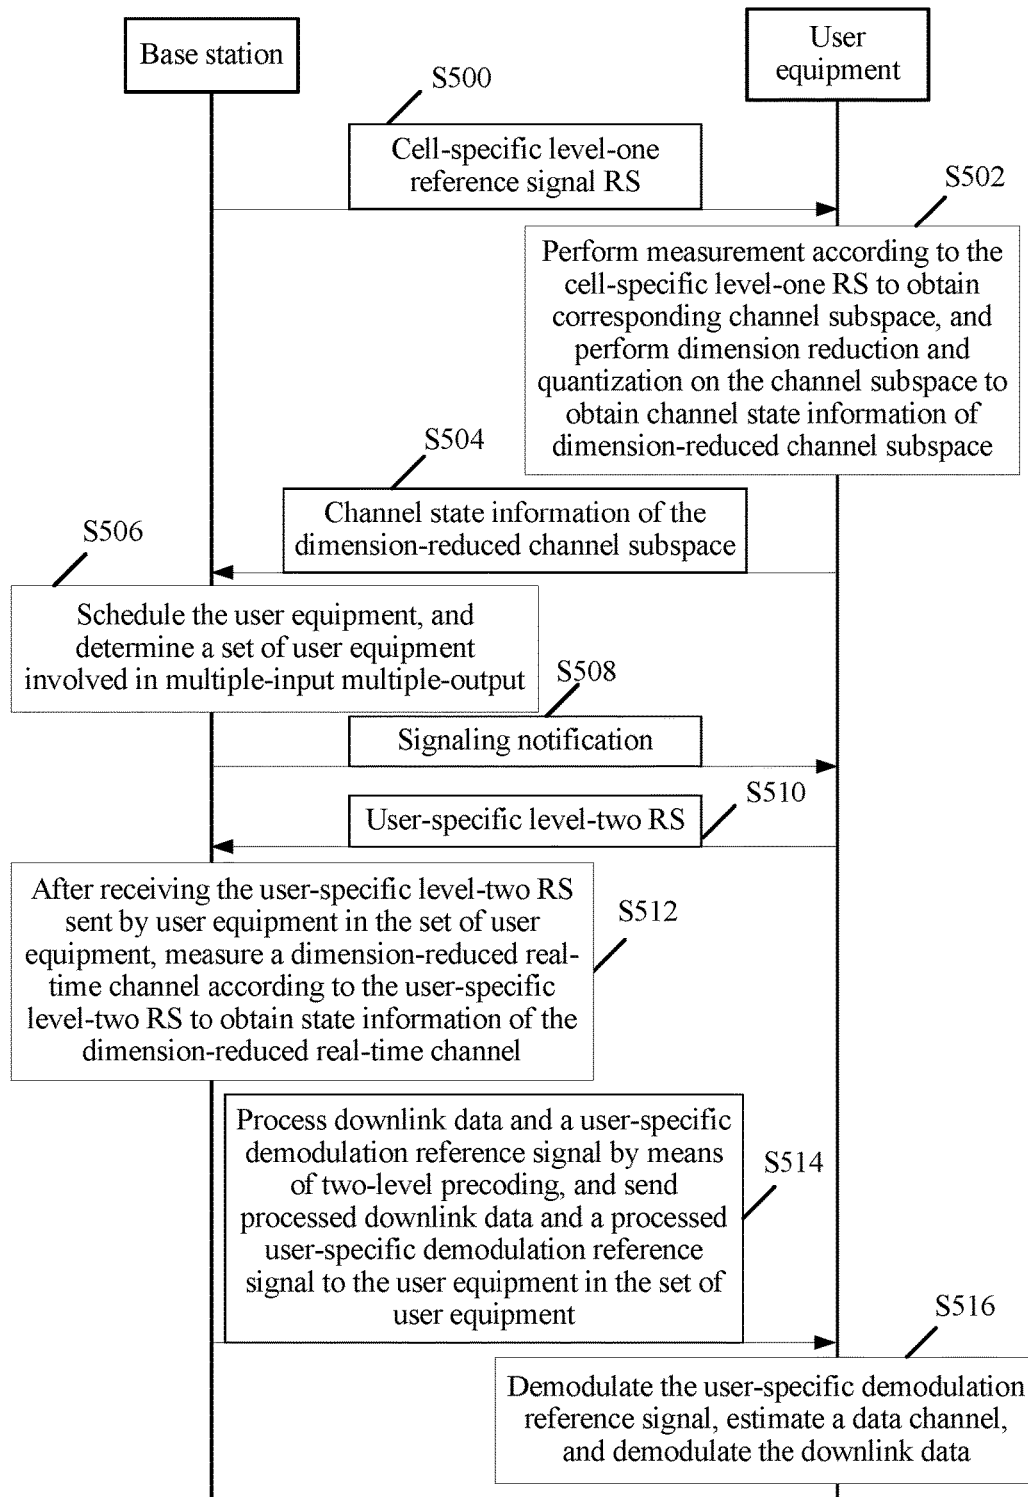 Base station
User
equipment
S500
Cell-specific level-one
reference signal RS
S502
Perform measurement according to the
cell-specific level-one RS to obtain
corresponding channel subspace, and
perform dimension reduction and
quantization on the channel subspace to
obtain channel state information of
dimension-reduced channel subspace
S504
Channel state information of the
dimension-reduced channel subspace
S506
Schedule the user equipment, and
determine a set of user equipment
involved in multiple-input multiple-output
S508
Signaling notification
S510
User-specific level-two RS
After receiving the user-specific level-two RS
sent by user equipment in the set of user
equipment, measure a dimension-reduced real-
time channel according to the user-specific
level-two RS to obtain state information of the
dimension-reduced real-time channel
S512
Process downlink data and a user-specific
demodulation reference signal by means
of two-level precoding, and send
processed downlink data and a processed
user-specific demodulation reference
signal to the user equipment in the set of
user equipment
S514
S516
Demodulate the user-specific demodulation
reference signal, estimate a data channel,
and demodulate the downlink data